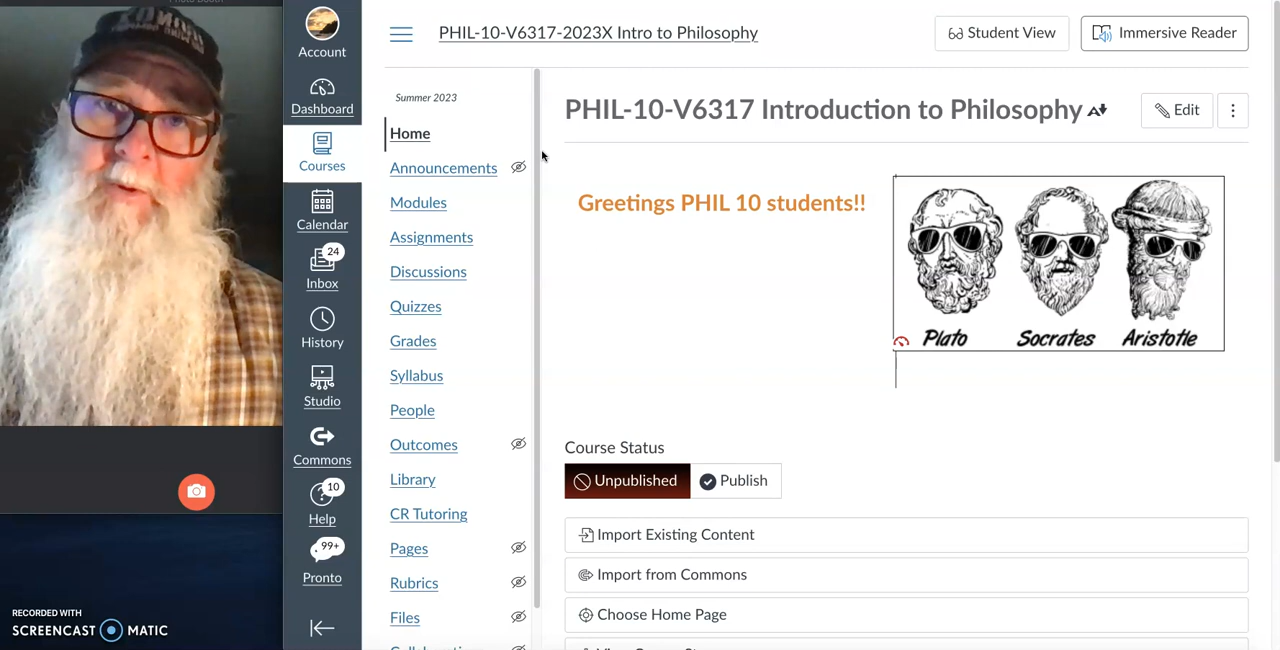 Account
Dashboard
Courses
Calendar
24
Inbox
History
Studio
Commons
10
Help
99+
Pronto
RECORDED WITH
SCREENCAST MATIC
PHIL-10-V6317-2023X Intro to Philosophy
Student View
Immersive Reader
Summer 2023
Home
Announcements
Modules
Assignments
Discussions
Quizzes
Grades
Syllabus
People
Outcomes
Library
CR Tutoring
Pages
Rubrics
Files
PHIL-10-V6317 Introduction to Philosophy
Edit
Greetings PHIL 10 students!!
Plato Socrates Aristotle
Course Status
Unpublished Publish
Import Existing Content
Import from Commons
Choose Home Page